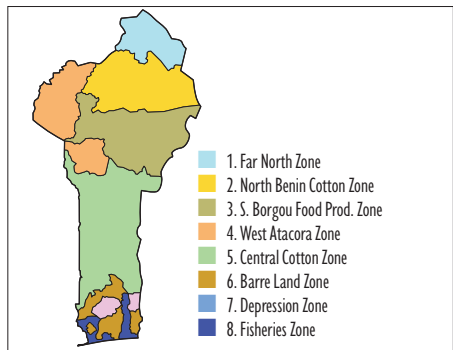 1. Far North Zone
2. North Benin Cotton Zone
3. S. Borgou Food Prod. Zone
4. West Atacora Zone
5. Central Cotton Zone
6. Barre Land Zone
7. Depression Zone
8. Fisheries Zone